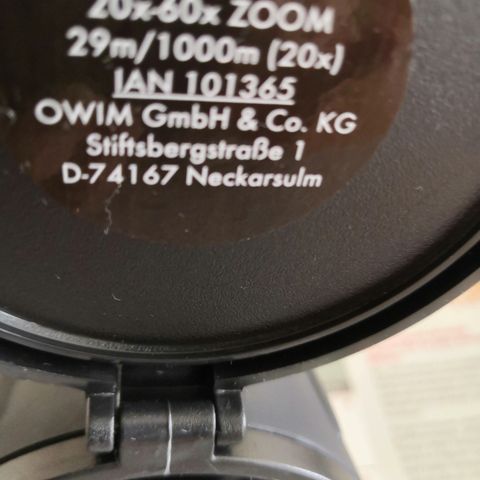 20x-60x ZOOM
29m/1000m (20x)
IAN 101365
OWIM GmbH & Co. KG
Stiftsbergstraße 1
D-74167 Neckarsulm